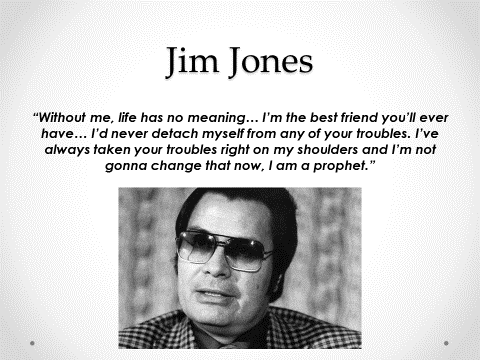 Jim Jones
“Without me, life has no meaning… I’m the best friend you’ll ever
have… I’d never detach myself from any of your troubles. I’ve
always taken your troubles right on my shoulders and I’m not
gonna change that now, I am a prophet.”